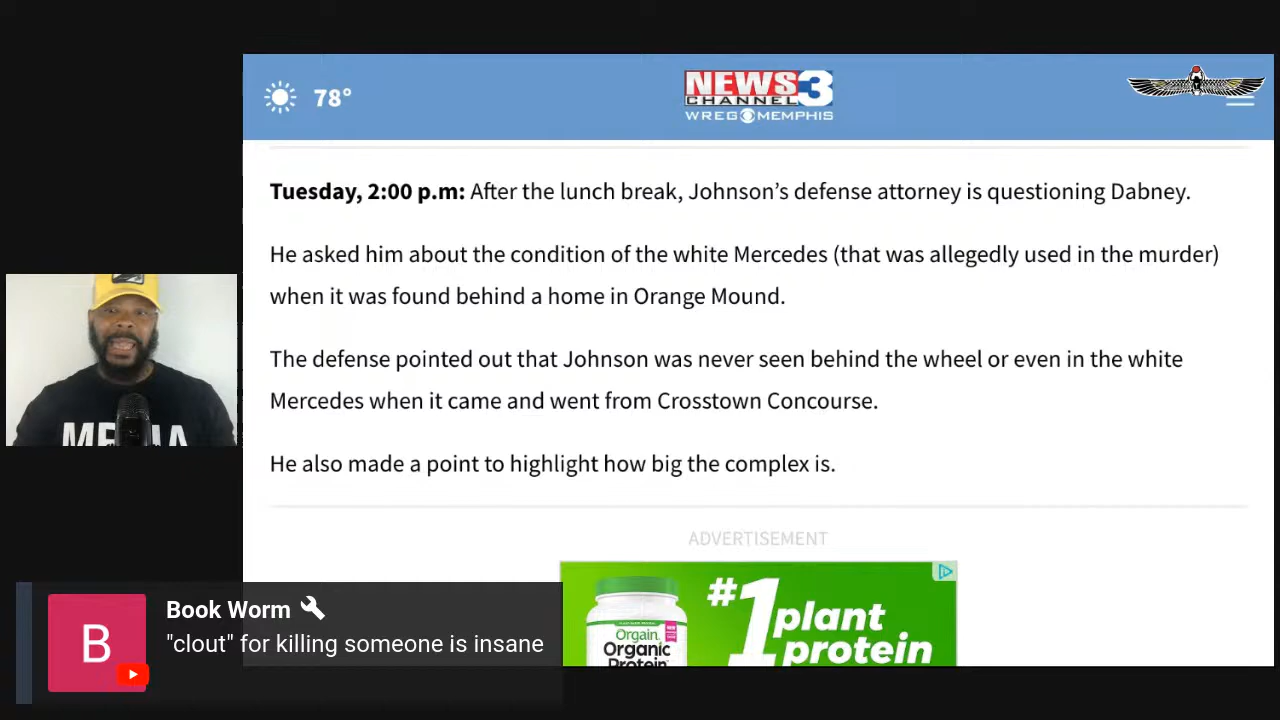 78°
NEWS
CHANNEL 3
WREG MEMPHIS
Tuesday, 2:00 p.m: After the lunch break, Johnson's defense attorney is questioning Dabney.
He asked him about the condition of the white Mercedes (that was allegedly used in the murder)
when it was found behind a home in Orange Mound.
The defense pointed out that Johnson was never seen behind the wheel or even in the white
Mercedes when it came and went from Crosstown Concourse.
He also made a point to highlight how big the complex is.
ADVERTISEMENT
#1 plant
protein
Orgain
Organic
Protein
B
Book Worm
"clout" for killing someone is insane